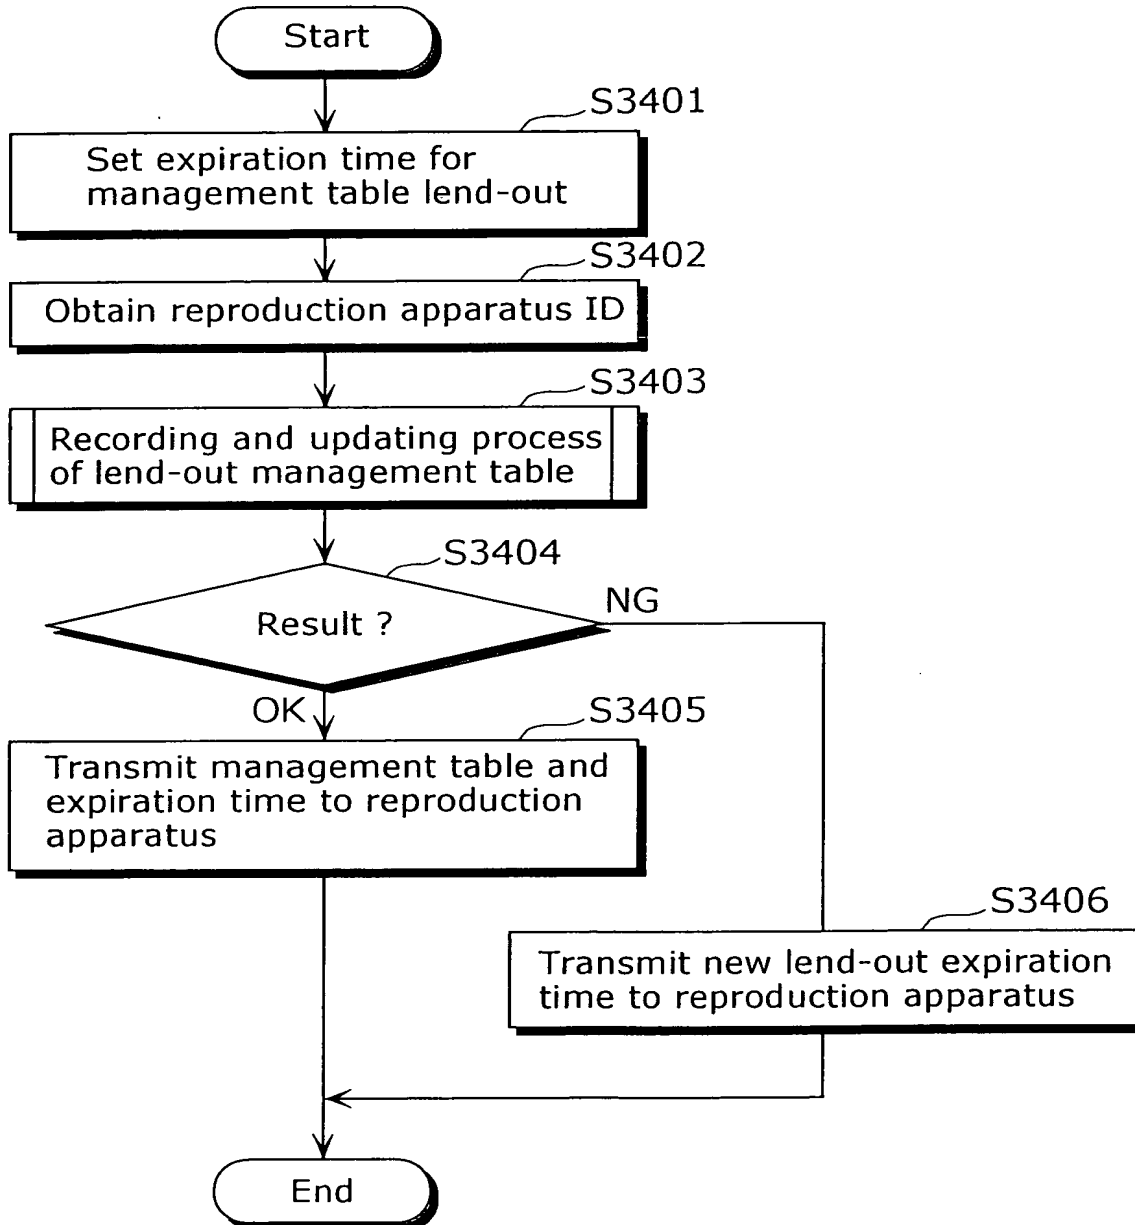 Start
S3401
Set expiration time for
management table lend-out
S3402
Obtain reproduction apparatus ID
S3403
Recording and updating process
of lend-out management table
S3404
Result ?
NG
OK
S3405
Transmit management table and
expiration time to reproduction
apparatus
S3406
Transmit new lend-out expiration
time to reproduction apparatus
End